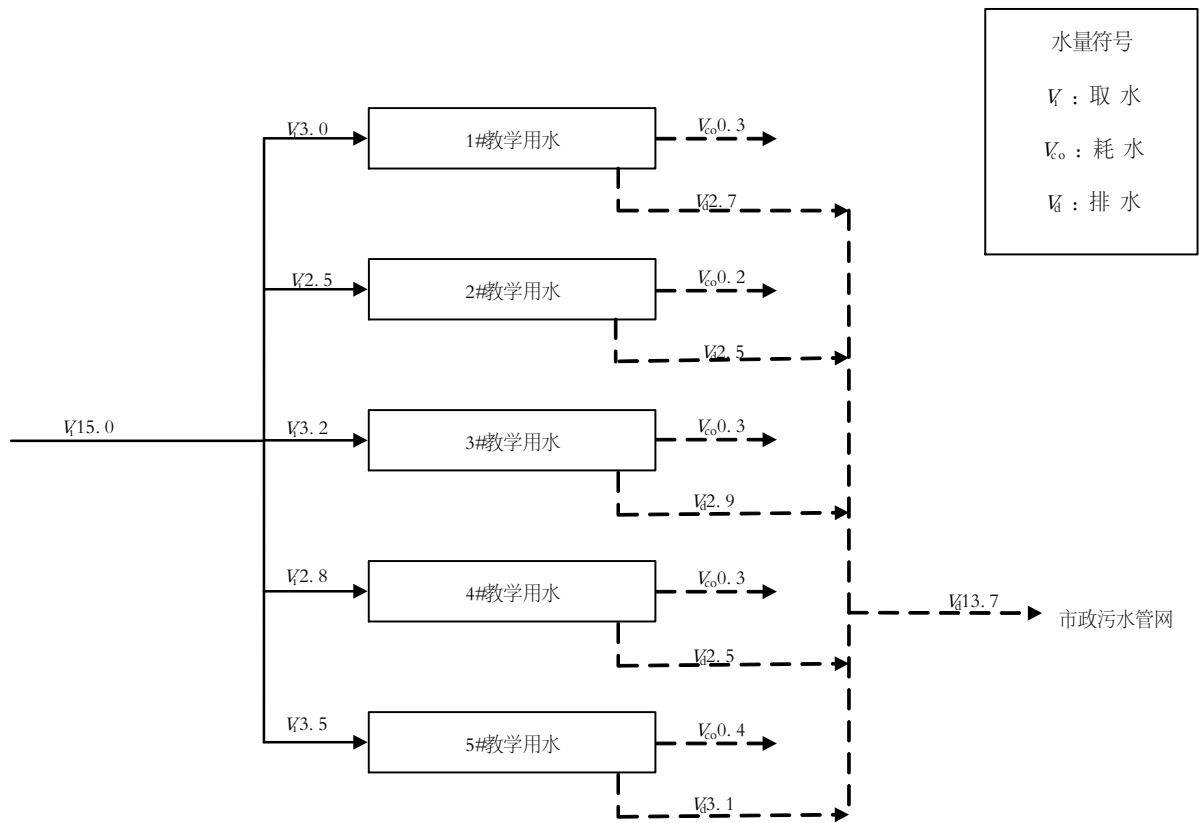 水量符号
Vi：取 水
Vco：耗 水
Vd：排 水
Vi3.0
1#教学用水
Vco0.3
Vd2.7
Vi2.5
2#教学用水
Vco0.2
Vd2.5
Vi15.0
Vi3.2
3#教学用水
Vco0.3
Vd2.9
Vi2.8
4#教学用水
Vco0.3
Vd2.5
Vd13.7
市政污水管网
Vi3.5
5#教学用水
Vco0.4
Vd3.1